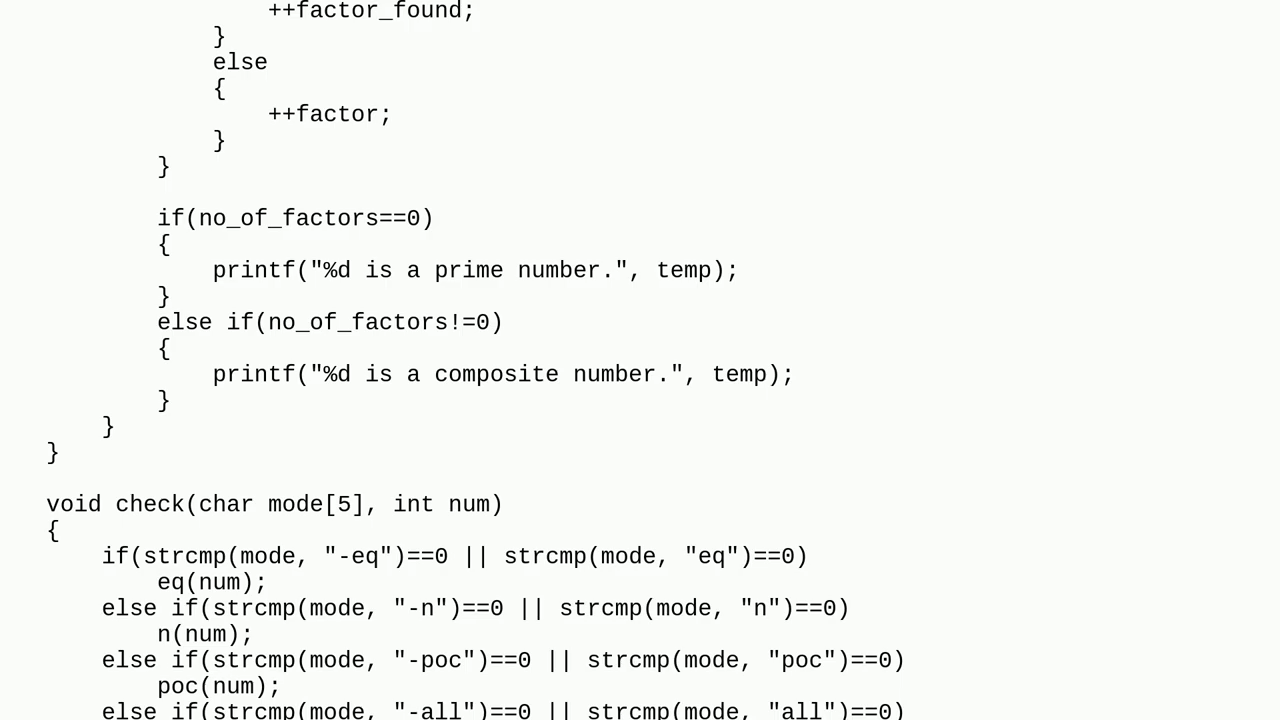 ++factor_found;
}
else
{
++factor;
}
}
if(no_of_factors==0)
{
printf("%d is a prime number.", temp);
}
else if(no_of_factors!=0)
{
printf("%d is a composite number.", temp);
}
}
}
void check(char mode[5], int num)
{
if(strcmp(mode, "-eq")==0 || strcmp(mode, "eq")==0)
eq(num);
else if(strcmp(mode, "-n")==0 || strcmp(mode, "n")==0)
n(num);
else if(strcmp(mode, "-poc")==0 || strcmp(mode, "poc")==0)
poc(num);
else if(strcmp(mode, "-all")==0 || strcmp(mode, "all")==0)